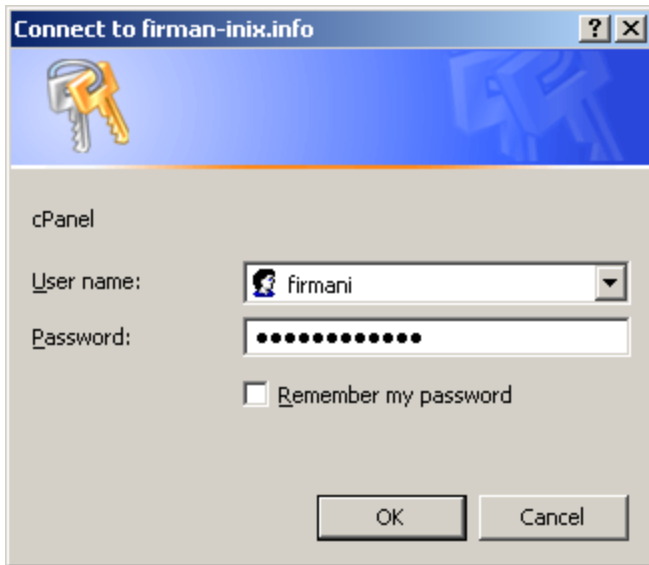 Connect to firman-inix.info
cPanel
User name: firmani
Password: ••••••••••••
Remember my password
OK Cancel